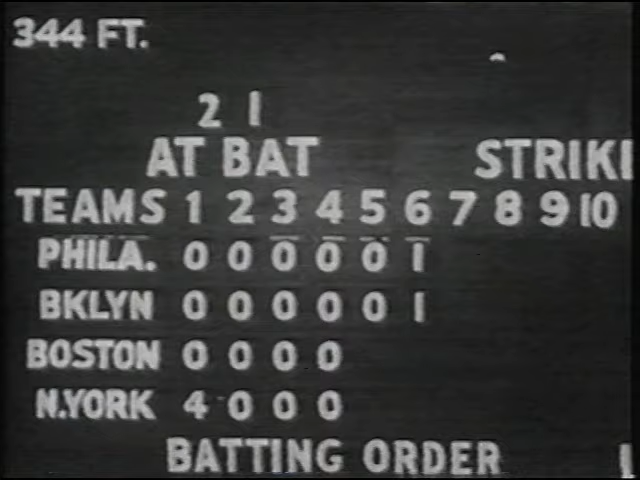 344 FT.
2 1
AT BAT
TEAMS 1 2 3 4 5 6 7 8 9 10
PHILA. 0 0 0 0 0 1
BKLYN 0 0 0 0 0 1
BOSTON 0 0 0 0
N.YORK 4 0 0 0
BATTING ORDER